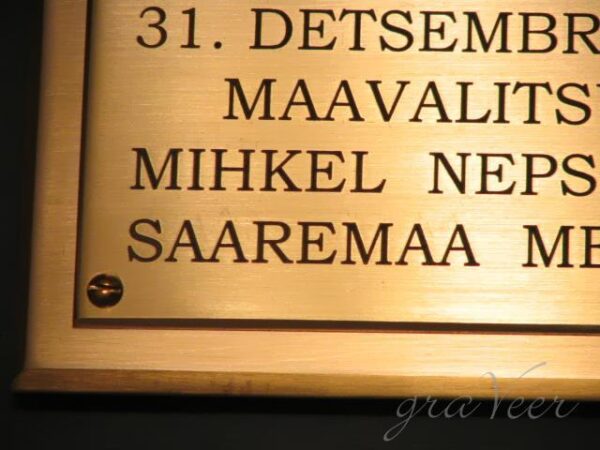 31. DETSEMBR
MAAVALITS
MIHKEL NEPS
SAAREMAA ME
graVeer